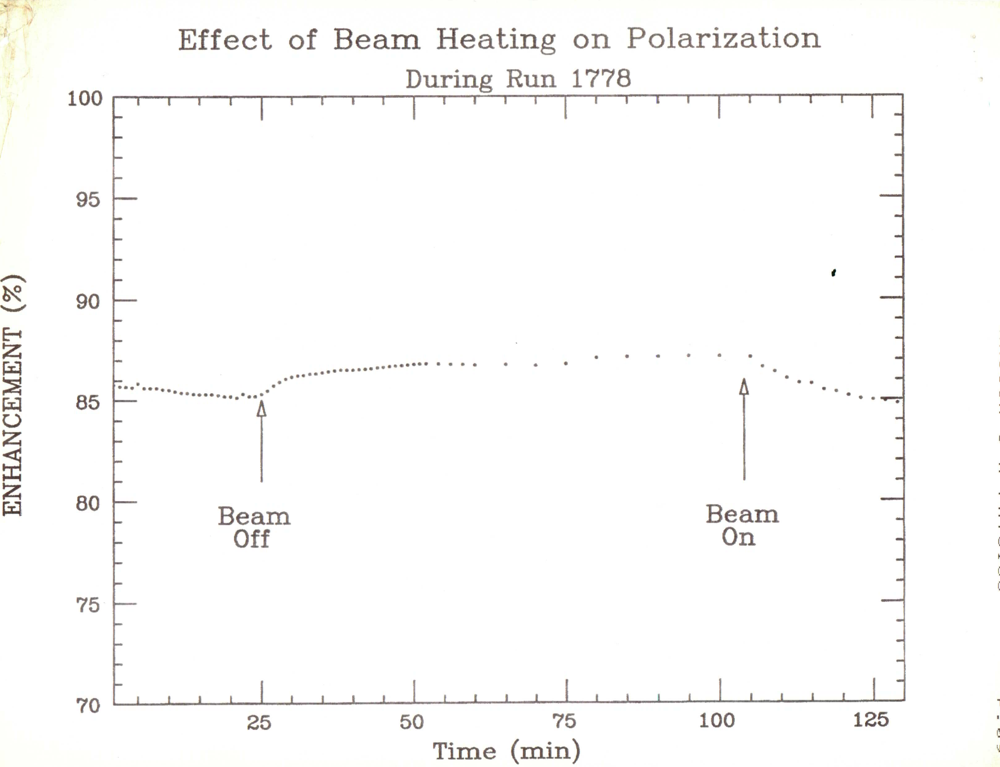 Effect of Beam Heating on Polarization
During Run 1778
ENHANCEMENT (%)
100
95
90
85
80
75
70
Beam
Off
Beam
On
25 50 75 100 125
Time (min)